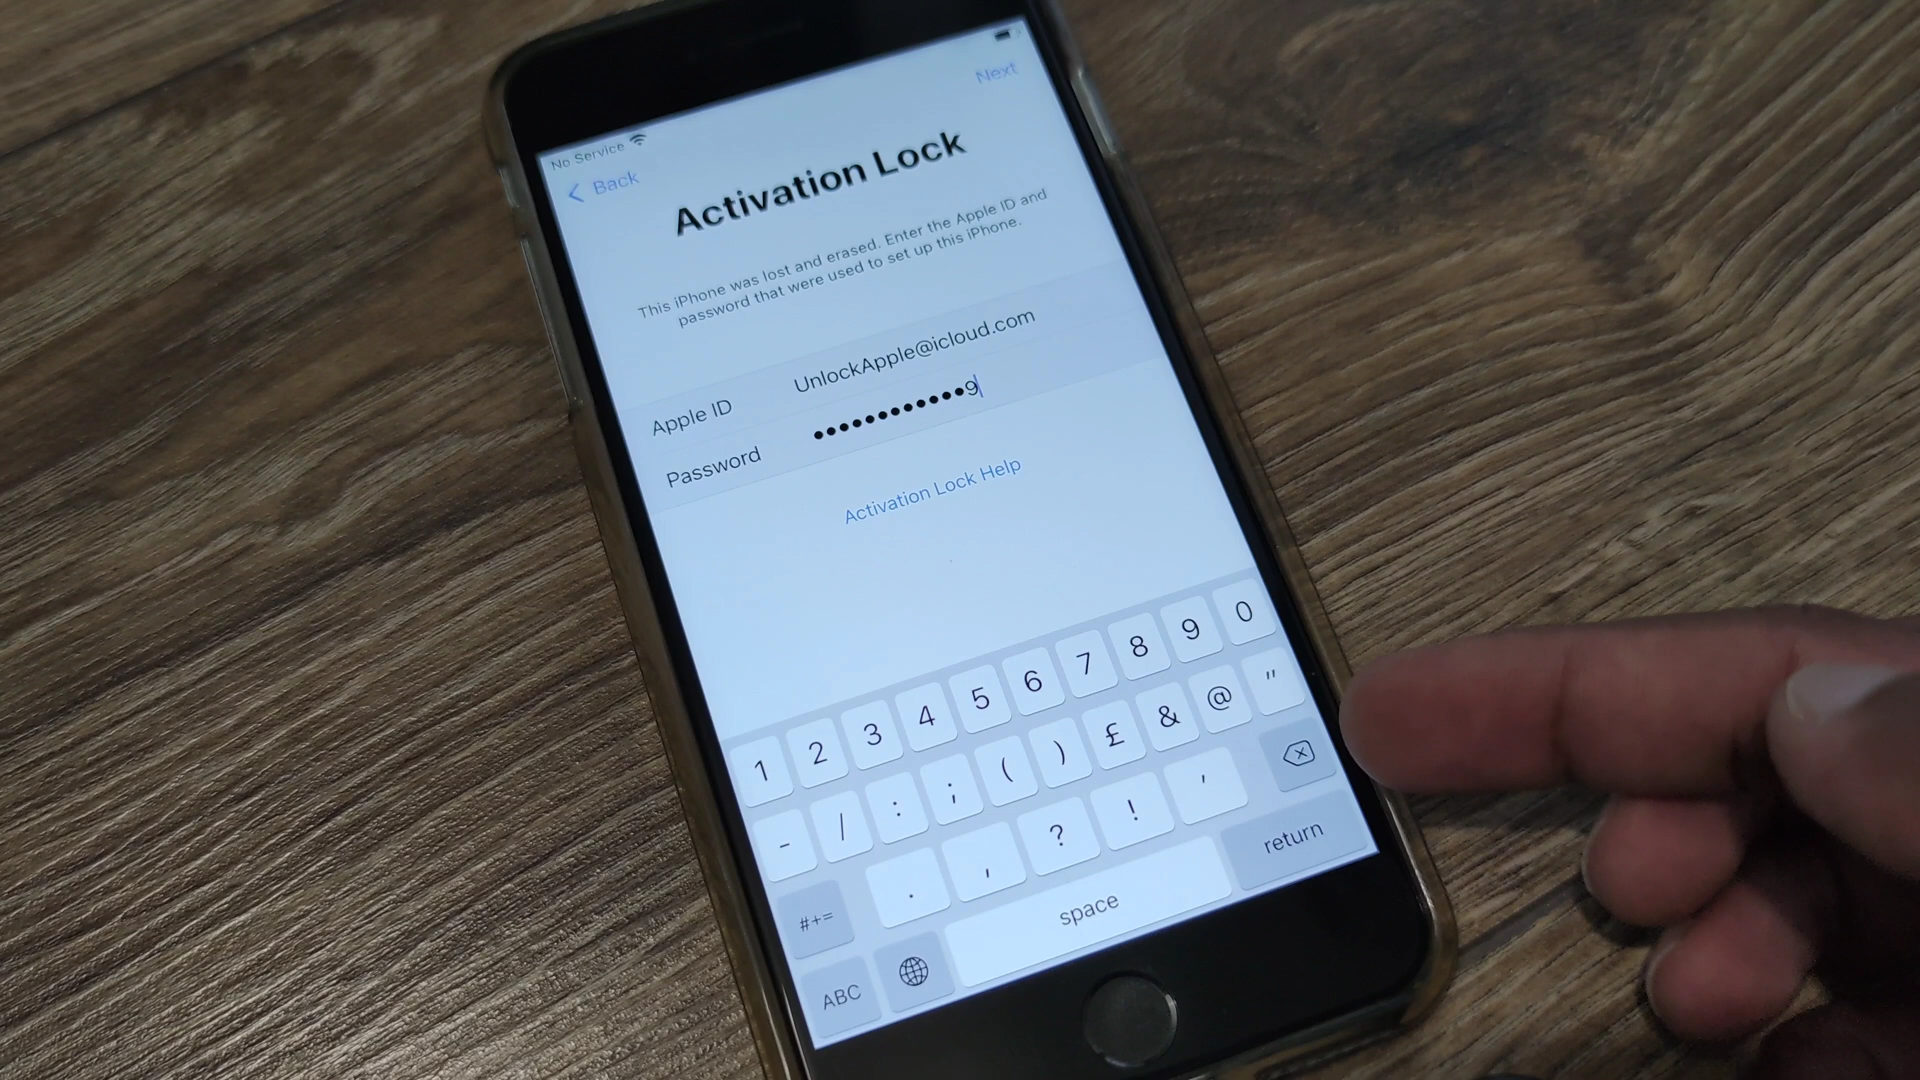 No Service
Next
Back
Activation Lock
This iPhone was lost and erased. Enter the Apple ID and
password that were used to set up this iPhone.
Apple ID UnlockApple@icloud.com
Password ••••••••••••9
Activation Lock Help
1 2 3 4 5 6 7 8 9 0
- / : ; ( ) £ & @ "
#+= . , ? ! '
ABC space return